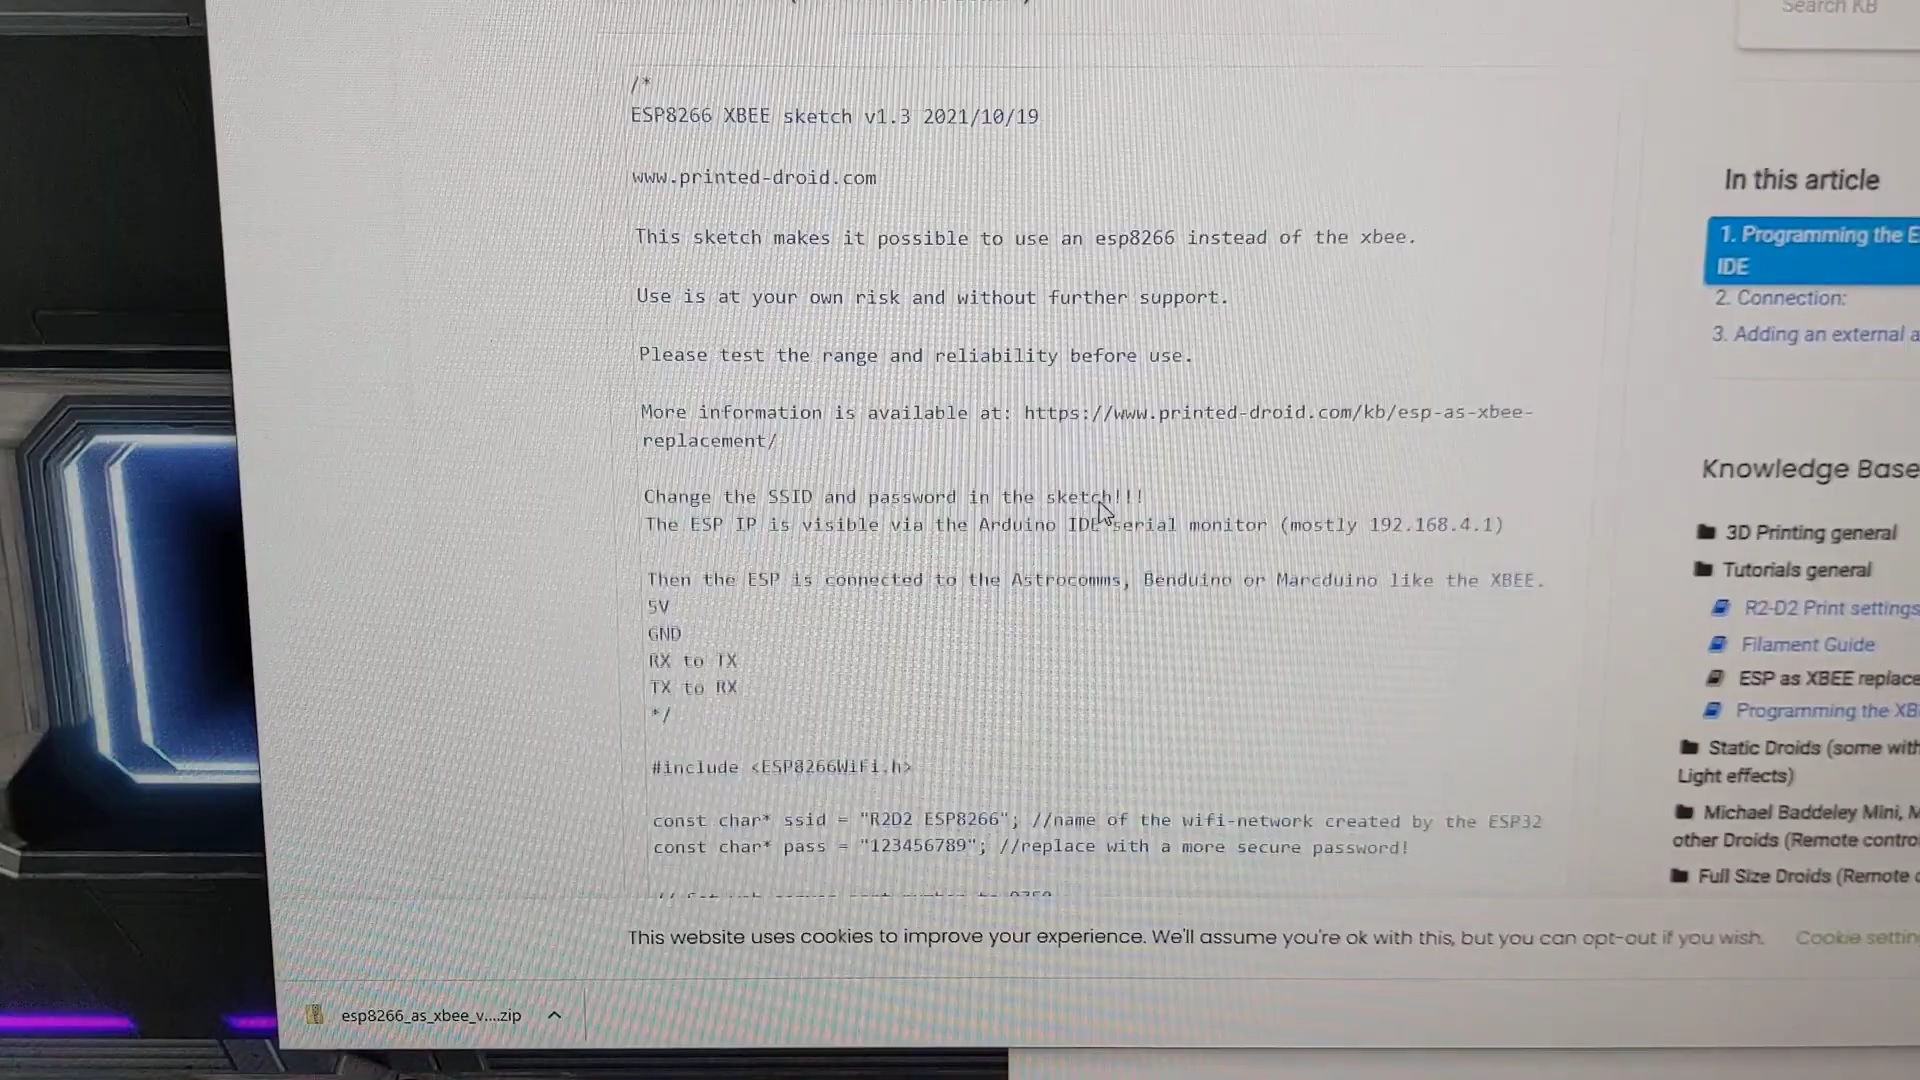 Search KB
/*
ESP8266 XBEE sketch v1.3 2021/10/19
www.printed-droid.com
This sketch makes it possible to use an esp8266 instead of the xbee.
Use is at your own risk and without further support.
Please test the range and reliability before use.
More information is available at: https://www.printed-droid.com/kb/esp-as-xbee-
replacement/
Change the SSID and password in the sketch!!!
The ESP IP is visible via the Arduino IDE serial monitor (mostly 192.168.4.1)
Then the ESP is connected to the Astrocomms, Benduino or Marcduino like the XBEE.
5V
GND
RX to TX
TX to RX
*/
#include <ESP8266WiFi.h>
const char* ssid = "R2D2 ESP8266"; //name of the wifi-network created by the ESP32
const char* pass = "123456789"; //replace with a more secure password!
In this article
1. Programming the E
IDE
2. Connection:
3. Adding an external a
Knowledge Base
3D Printing general
Tutorials general
R2-D2 Print settings
Filament Guide
ESP as XBEE replace
Programming the XB
Static Droids (some with
Light effects)
Michael Baddeley Mini, M
other Droids (Remote contro
Full Size Droids (Remote
This website uses cookies to improve your experience. We'll assume you're ok with this, but you can opt-out if you wish. Cookie settin
esp8266_as_xbee_v....zip